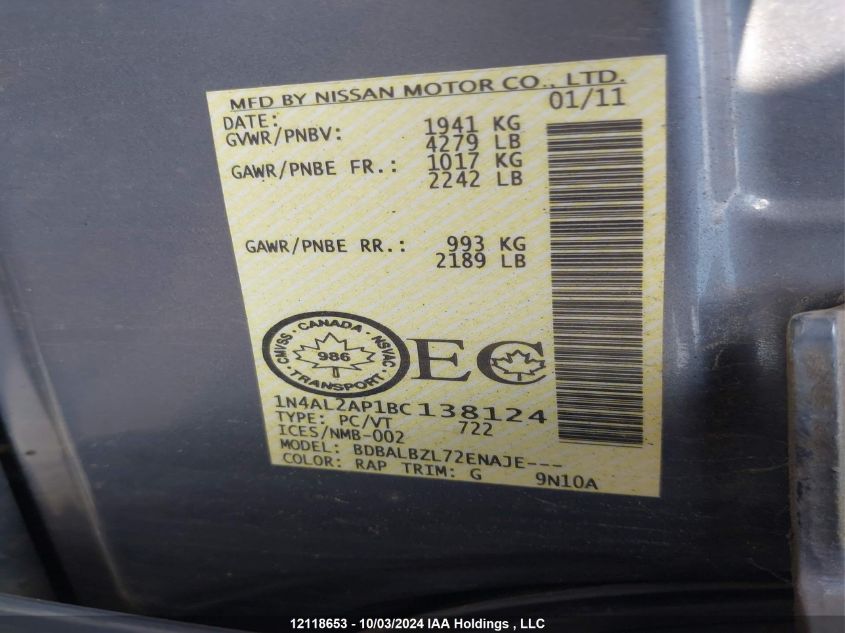 MFD BY NISSAN MOTOR CO., LTD.
DATE: 01/11
GVWR/PNBV: 1941 KG
4279 LB
GAWR/PNBE FR.: 1017 KG
2242 LB
GAWR/PNBE RR.: 993 KG
2189 LB
CANADA · NSVAC · TRANSPORT · CMVSS ·
986
EC
1N4AL2AP1BC138124
TYPE: PC/VT 722
ICES/NMB-002
MODEL: BDBALBZL72ENAJE---
COLOR: RAP TRIM: G 9N10A
12118653 - 10/03/2024 IAA Holdings , LLC